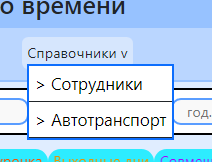 о времени
Справочники v
> Сотрудники
> Автотранспорт
год.